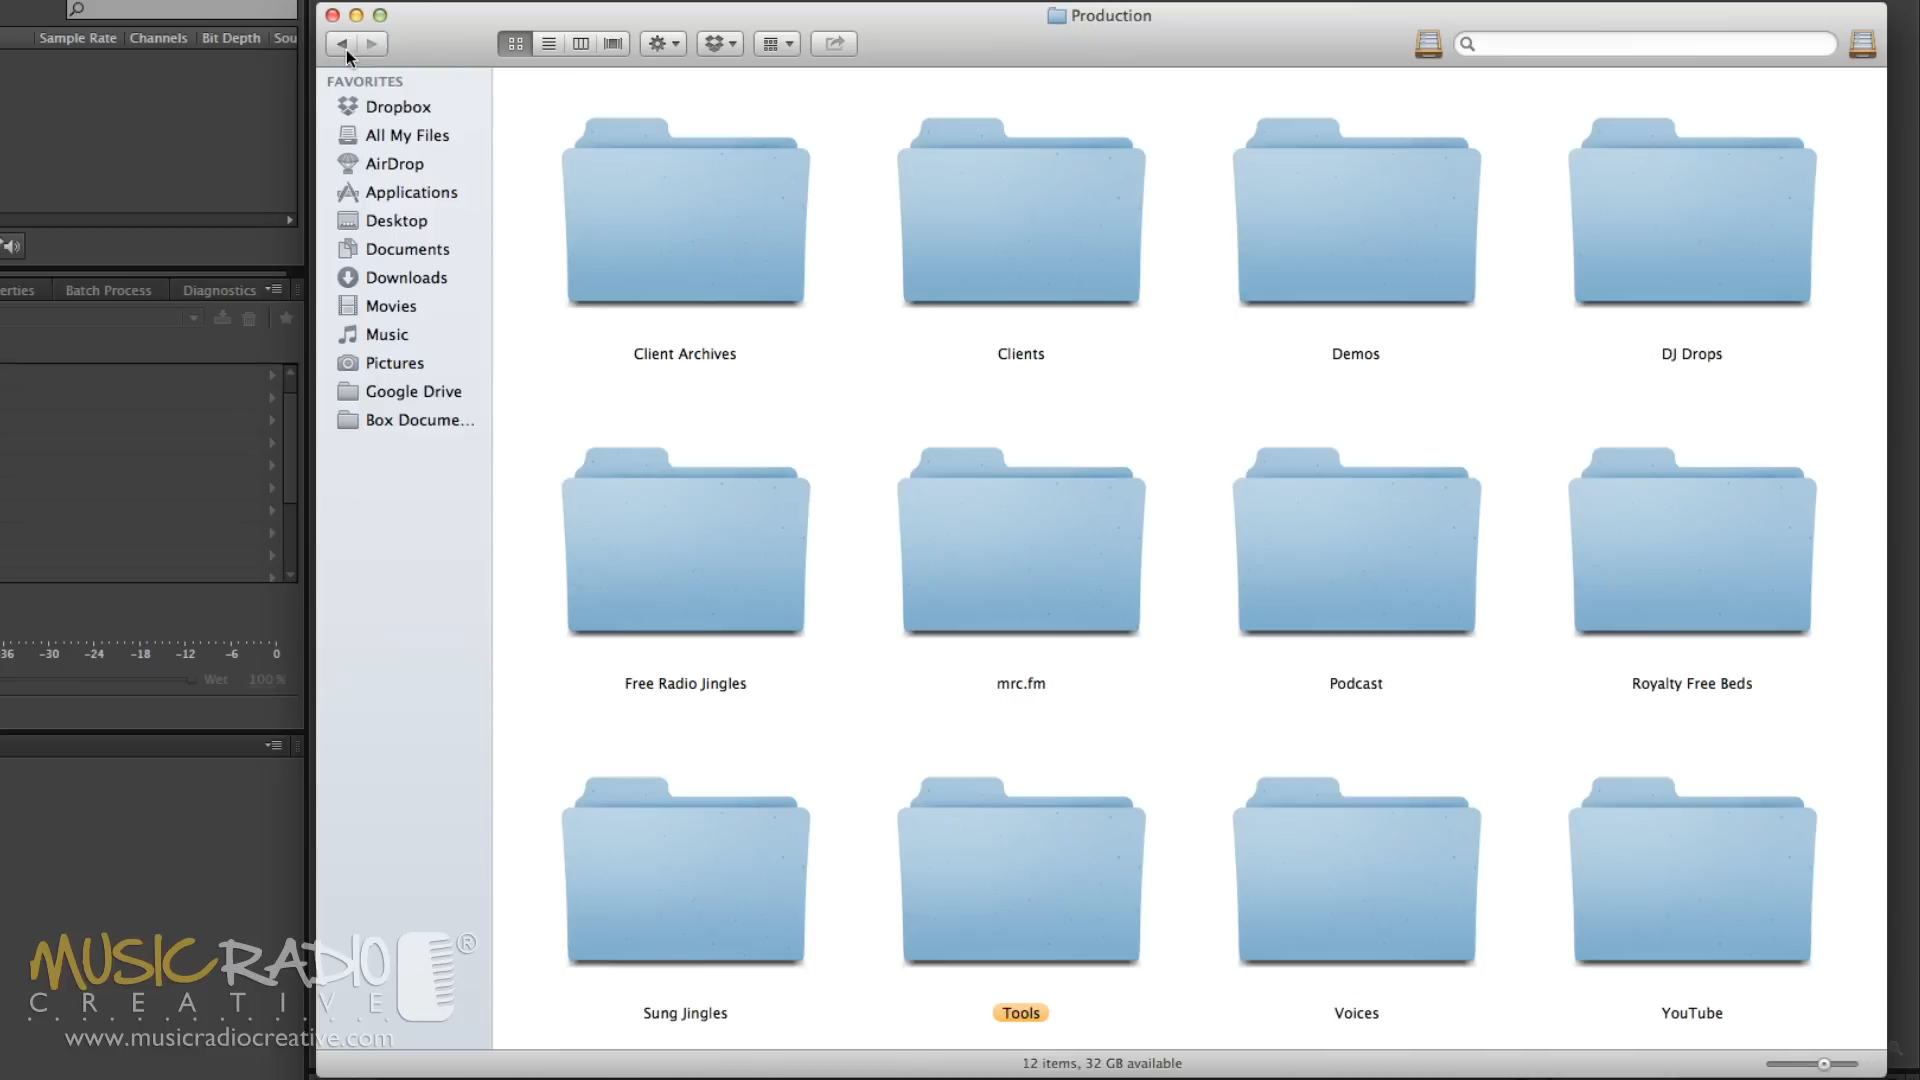 Production
Sample Rate
Channels
Bit Depth
Sou
FAVORITES
Dropbox
All My Files
AirDrop
Applications
Desktop
Documents
Downloads
Movies
Music
Pictures
Google Drive
Box Docume...
erties
Batch Process
Diagnostics
36 -30 -24 -18 -12 -6 0
Wet 100 %
Client Archives
Clients
Demos
DJ Drops
Free Radio Jingles
mrc.fm
Podcast
Royalty Free Beds
Sung Jingles
Tools
Voices
YouTube
MUSIC RADIO ®
CREATIVE
www.musicradiocreative.com
12 items, 32 GB available